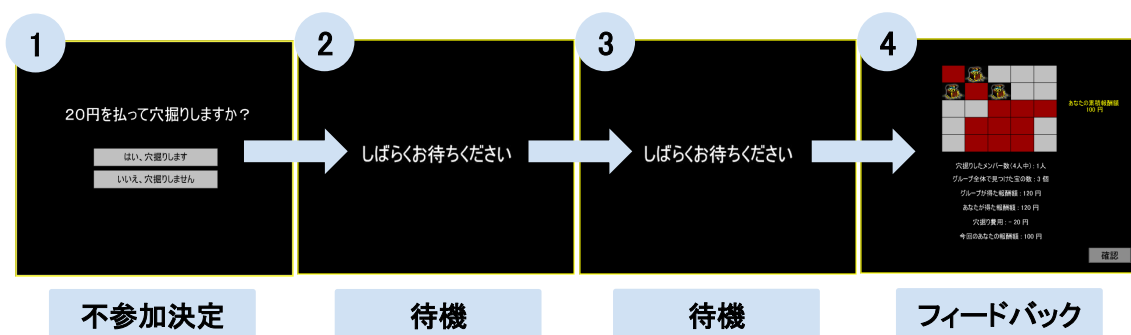 1
2
3
4
20円を払って穴掘りしますか？
はい、穴掘りします
いいえ、穴掘りしません
しばらくお待ちください
しばらくお待ちください
あなたの累積報酬額
100 円
穴掘りしたメンバー数(4人中)：1人
グループ全体で見つけた宝の数：3 個
グループが得た報酬額：120 円
あなたが得た報酬額：120 円
穴掘り費用：- 20 円
今回のあなたの報酬額：100 円
確認
不参加決定
待機
待機
フィードバック